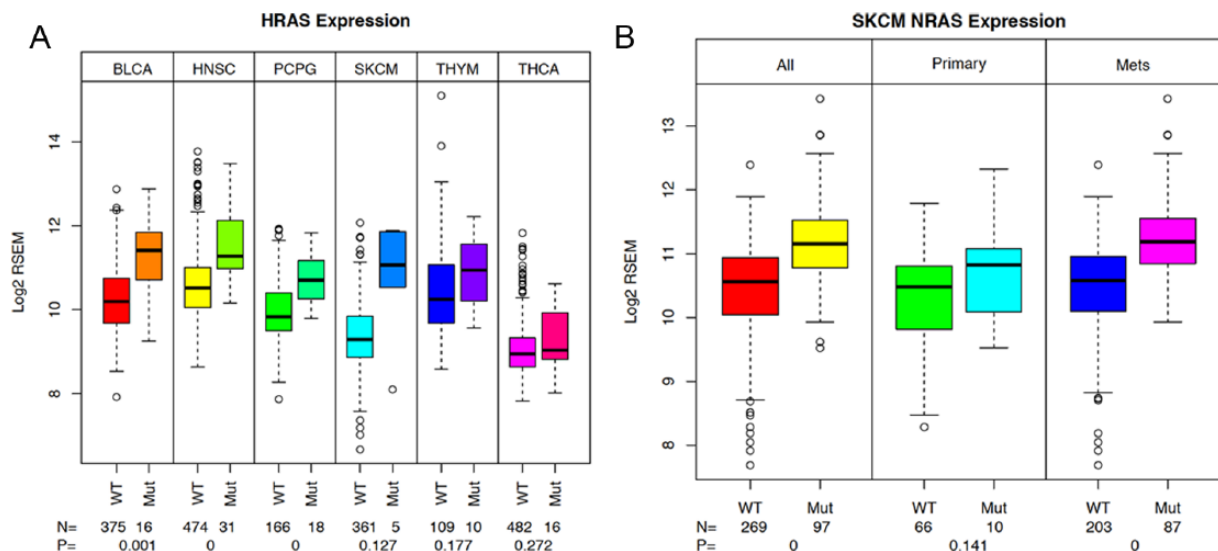 A
HRAS Expression
BLCA HNSC PCPG SKCM THYM THCA
Log2 RSEM
14
12
10
8
WT Mut WT Mut WT Mut WT Mut WT Mut WT Mut
N= 375 16 474 31 166 18 361 5 109 10 482 16
P= 0.001 0 0 0.127 0.177 0.272
B
SKCM NRAS Expression
All Primary Mets
Log2 RSEM
13
12
11
10
9
8
WT Mut WT Mut WT Mut
N= 269 97 66 10 203 87
P= 0 0.141 0